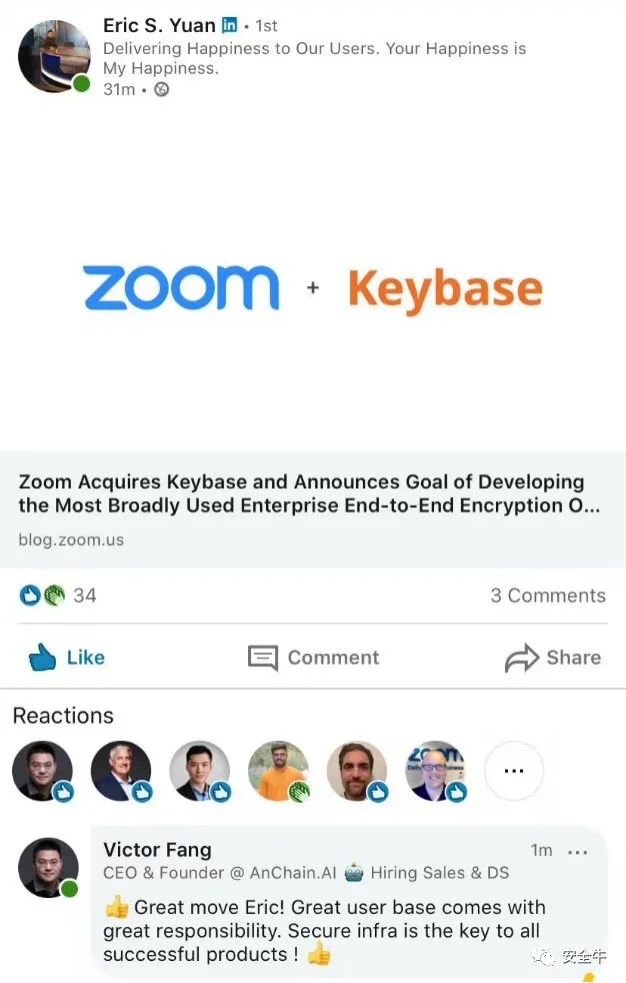 Eric S. Yuan in • 1st
Delivering Happiness to Our Users. Your Happiness is
My Happiness.
31m •
zoom + Keybase
Zoom Acquires Keybase and Announces Goal of Developing
the Most Broadly Used Enterprise End-to-End Encryption O...
blog.zoom.us
34 3 Comments
Like Comment Share
Reactions
zoom
...
Victor Fang 1m ...
CEO & Founder @ AnChain.AI 🤖 Hiring Sales & DS
👍 Great move Eric! Great user base comes with
great responsibility. Secure infra is the key to all
successful products ! 👍
安全牛